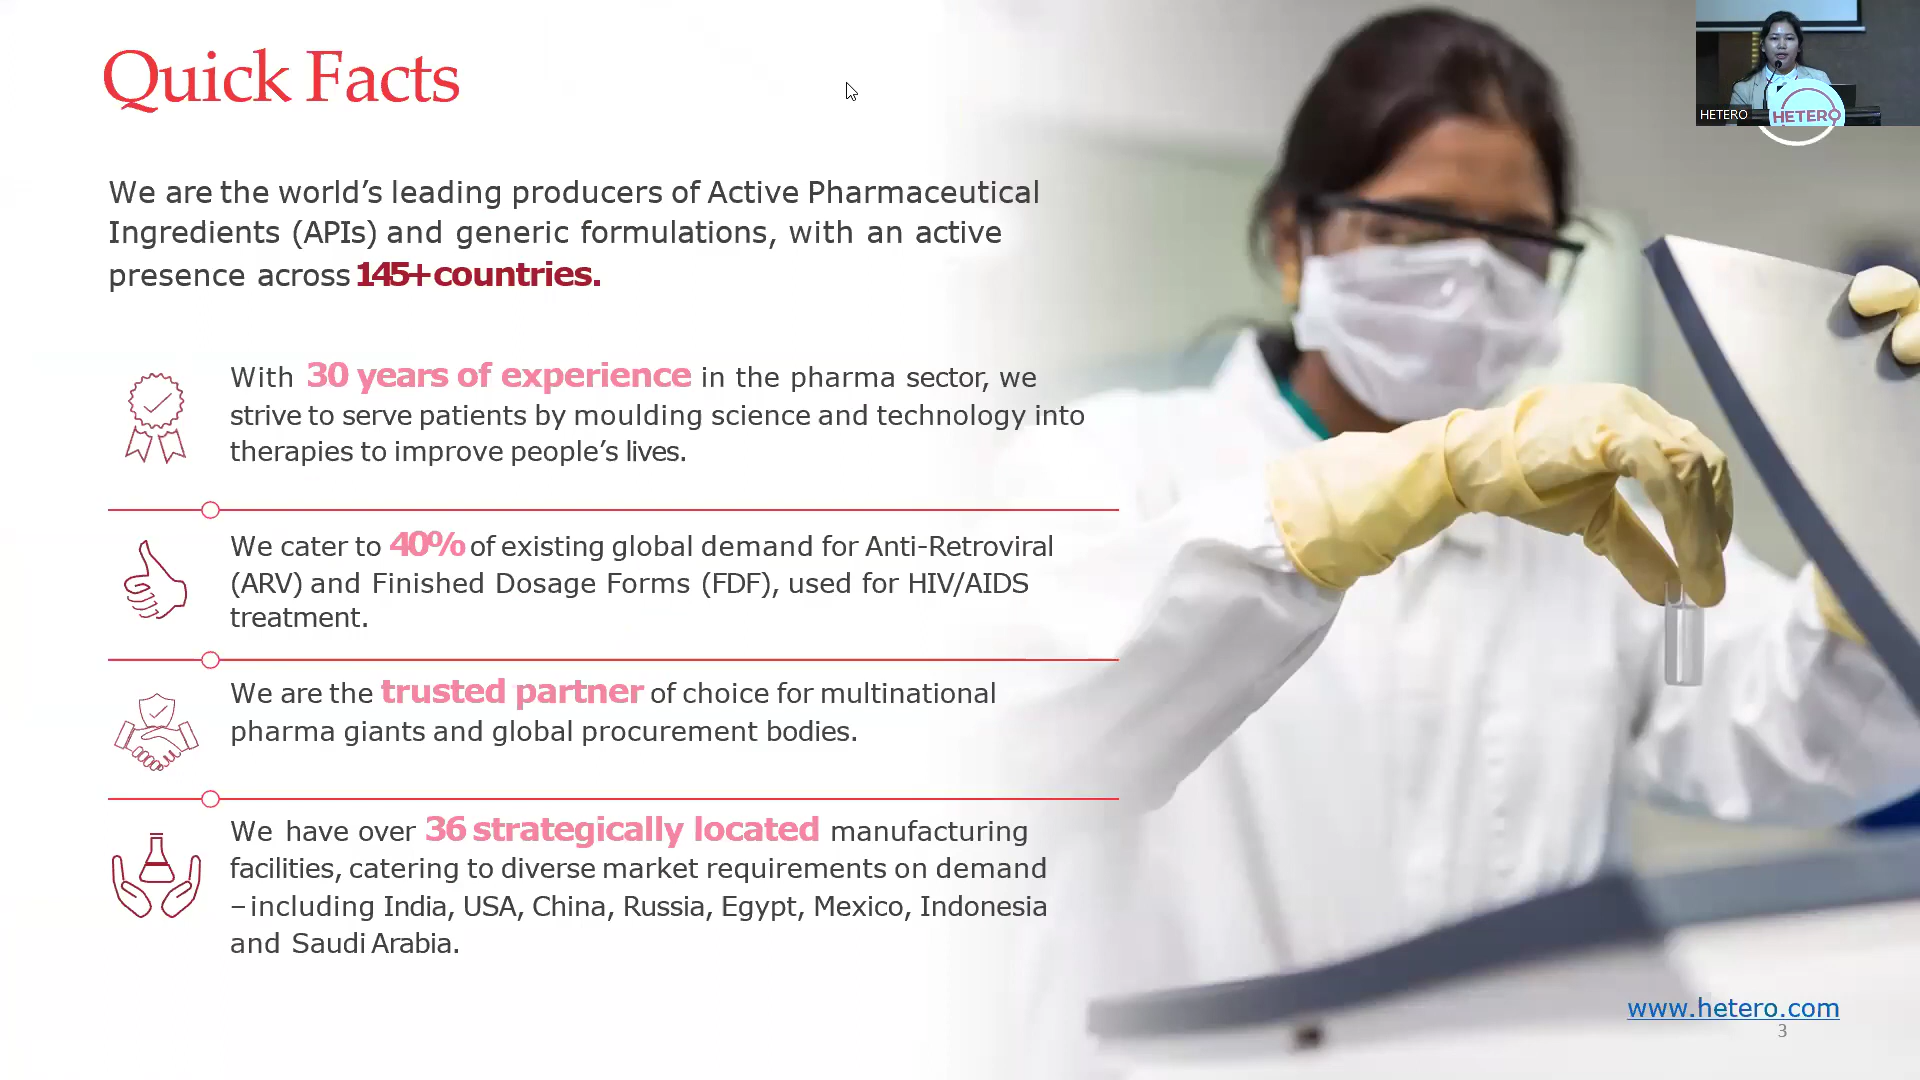 Quick Facts
We are the world’s leading producers of Active Pharmaceutical
Ingredients (APIs) and generic formulations, with an active
presence across 145+countries.
With 30 years of experience in the pharma sector, we
strive to serve patients by moulding science and technology into
therapies to improve people’s lives.
We cater to 40% of existing global demand for Anti-Retroviral
(ARV) and Finished Dosage Forms (FDF), used for HIV/AIDS
treatment.
We are the trusted partner of choice for multinational
pharma giants and global procurement bodies.
We have over 36 strategically located manufacturing
facilities, catering to diverse market requirements on demand
– including India, USA, China, Russia, Egypt, Mexico, Indonesia
and Saudi Arabia.
HETERO
HETERO
www.hetero.com
3